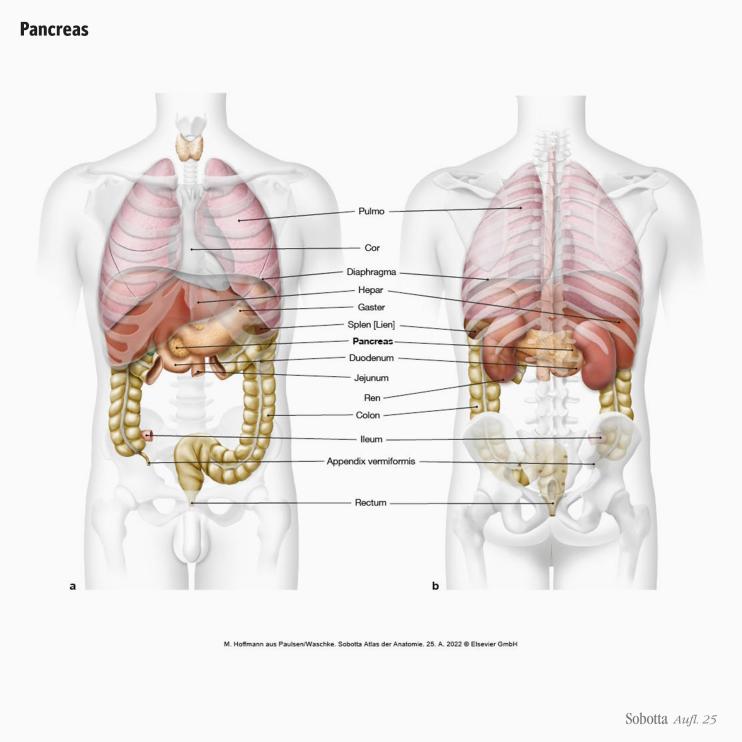 Pancreas
Pulmo
Cor
Diaphragma
Hepar
Gaster
Splen [Lien]
Pancreas
Duodenum
Jejunum
Ren
Colon
Ileum
Appendix vermiformis
Rectum
a
b
M. Hoffmann aus Paulsen/Waschke. Sobotta Atlas der Anatomie. 25. A. 2022 © Elsevier GmbH
Sobotta Aufl. 25